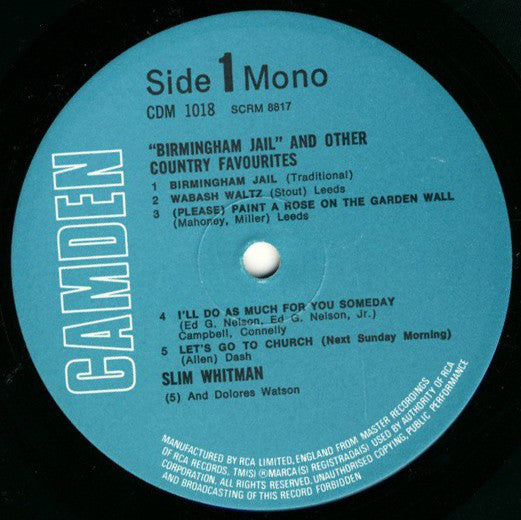 Side 1 Mono
CDM 1018 SCRM 8817
"BIRMINGHAM JAIL" AND OTHER
COUNTRY FAVOURITES
1 BIRMINGHAM JAIL (Traditional)
2 WABASH WALTZ (Stout) Leeds
3 (PLEASE) PAINT A ROSE ON THE GARDEN WALL
(Mahoney, Miller) Leeds
4 I'LL DO AS MUCH FOR YOU SOMEDAY
(Ed G. Nelson, Ed G. Nelson, Jr.)
Campbell, Connelly
5 LET'S GO TO CHURCH (Next Sunday Morning)
(Allen) Dash
SLIM WHITMAN
(5) And Dolores Watson
CAMDEN
MANUFACTURED BY RCA LIMITED, ENGLAND FROM MASTER RECORDINGS
OF RCA RECORDS. TM(S) ® MARCA(S) REGISTRADA(S) USED BY AUTHORITY OF RCA
CORPORATION. ALL RIGHTS RESERVED. UNAUTHORISED COPYING, PUBLIC PERFORMANCE
AND BROADCASTING OF THIS RECORD FORBIDDEN